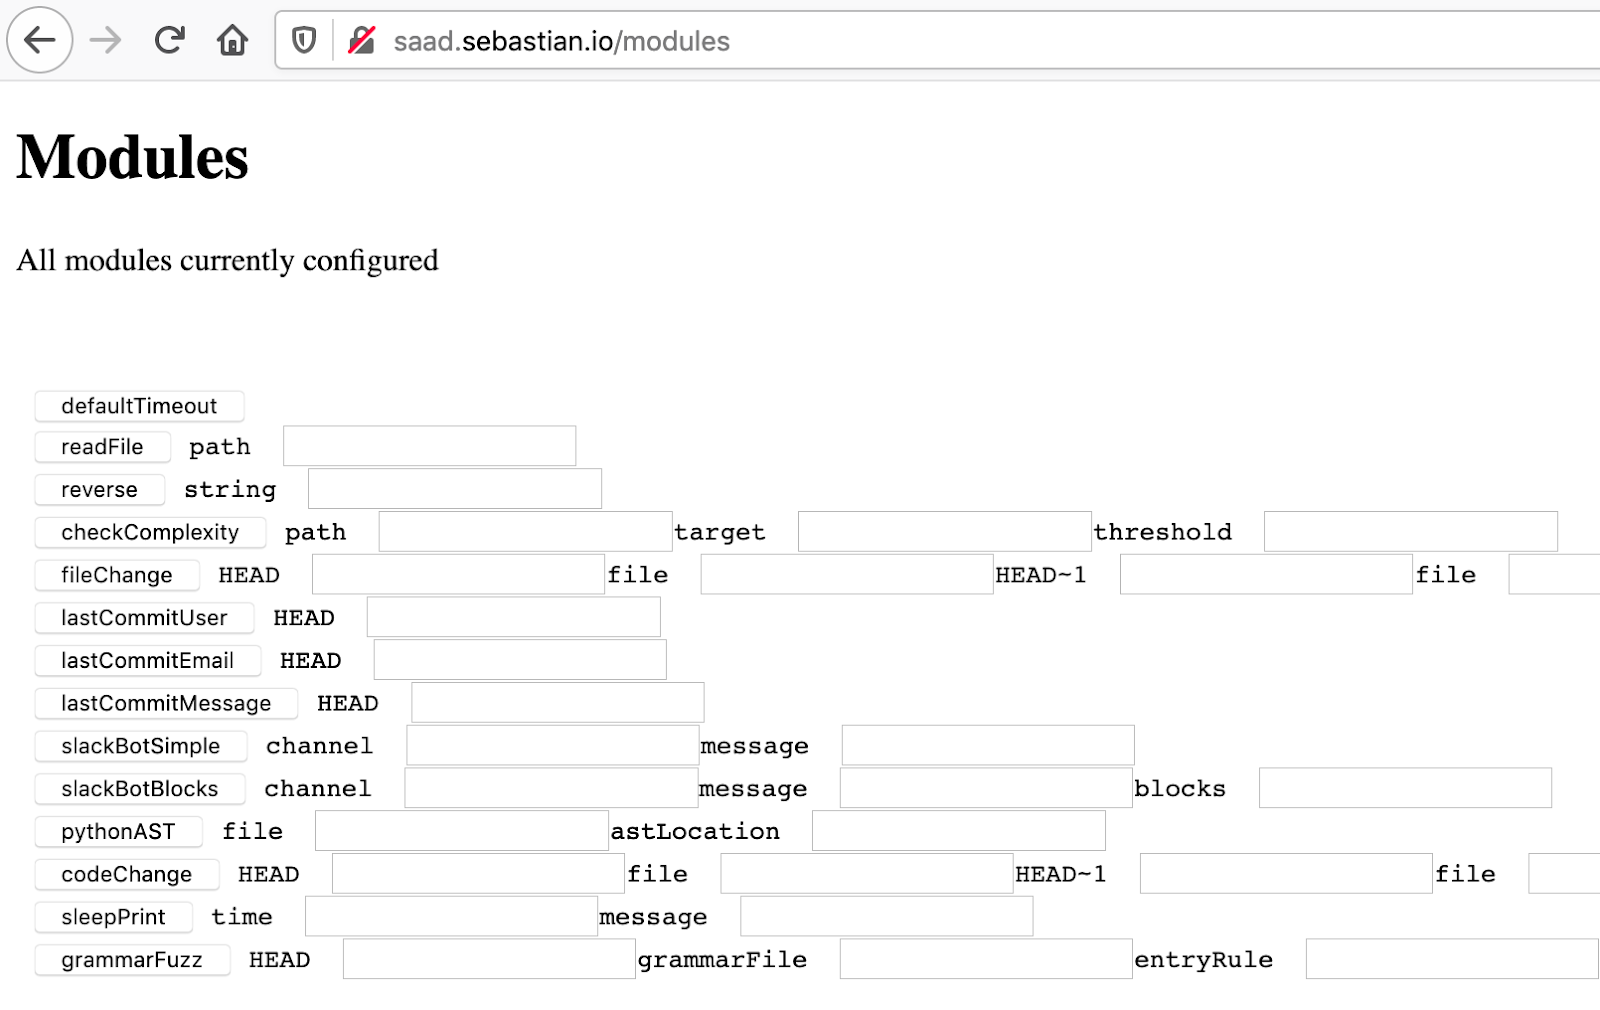 saad.sebastian.io/modules
Modules
All modules currently configured
defaultTimeout
readFile path
reverse string
checkComplexity path target threshold
fileChange HEAD file HEAD~1 file
lastCommitUser HEAD
lastCommitEmail HEAD
lastCommitMessage HEAD
slackBotSimple channel message
slackBotBlocks channel message blocks
pythonAST file astLocation
codeChange HEAD file HEAD~1 file
sleepPrint time message
grammarFuzz HEAD grammarFile entryRule